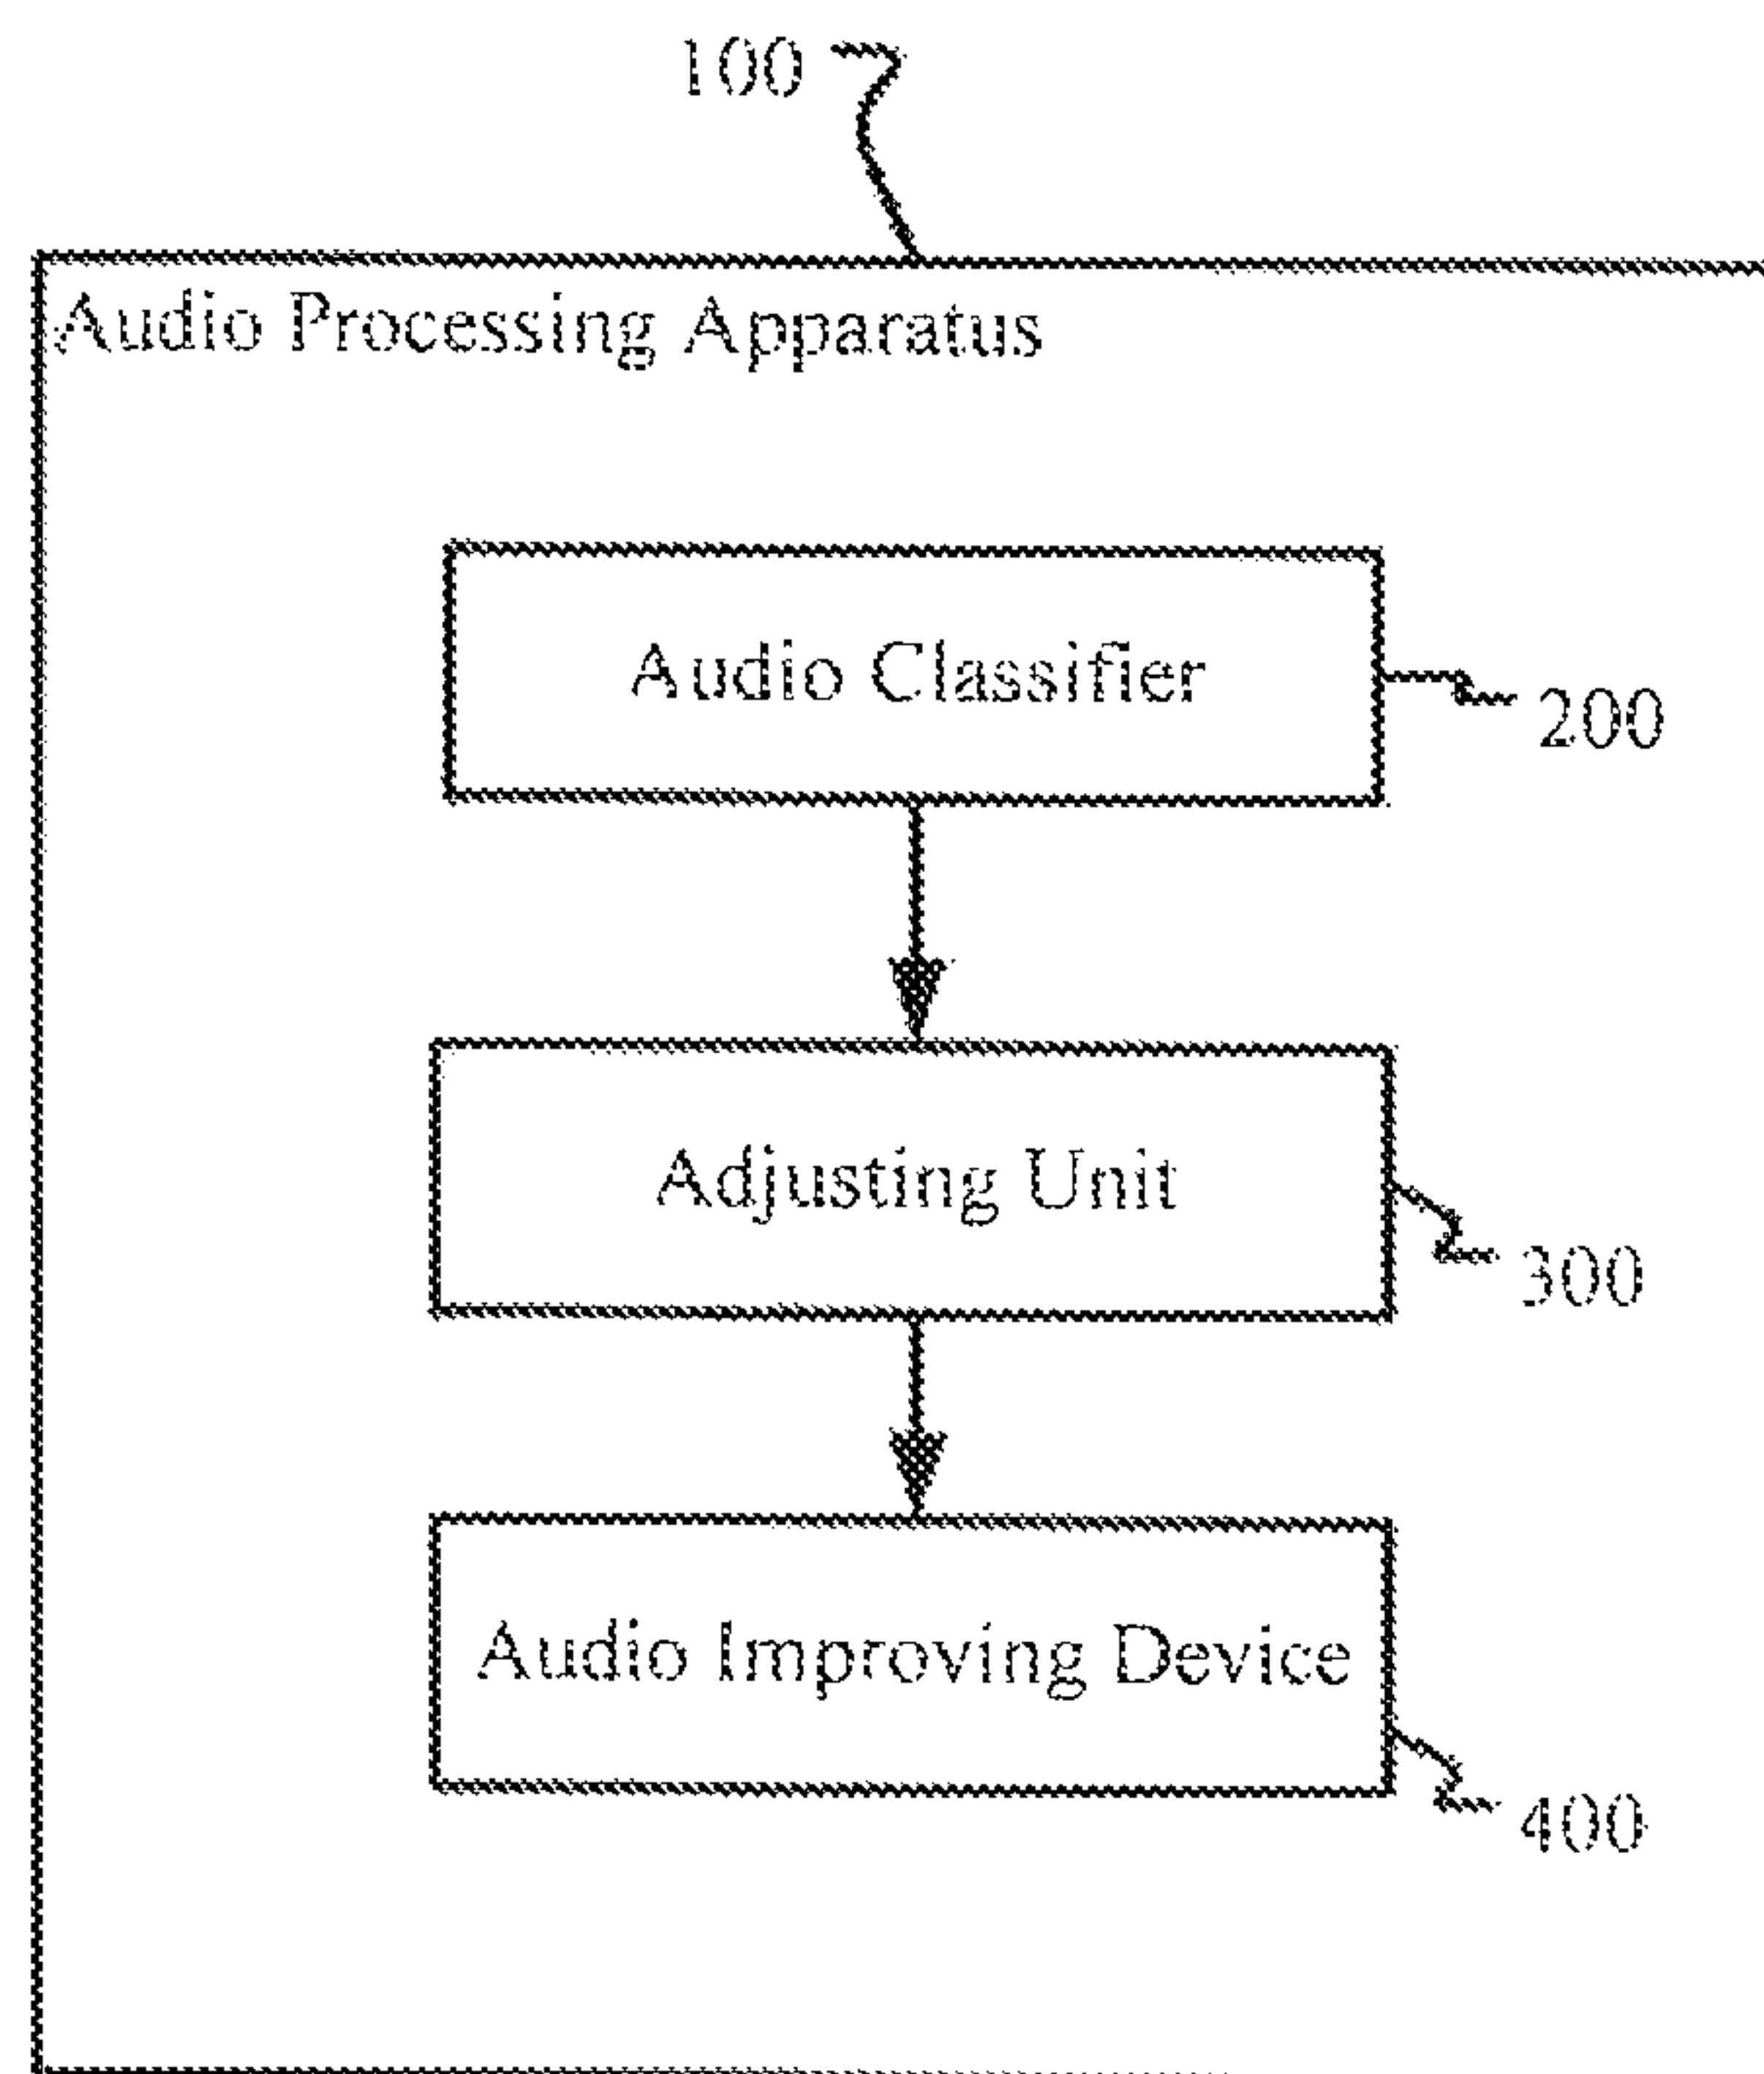 100
Audio Processing Apparatus
Audio Classifier
200
Adjusting Unit
300
Audio Improving Device
400